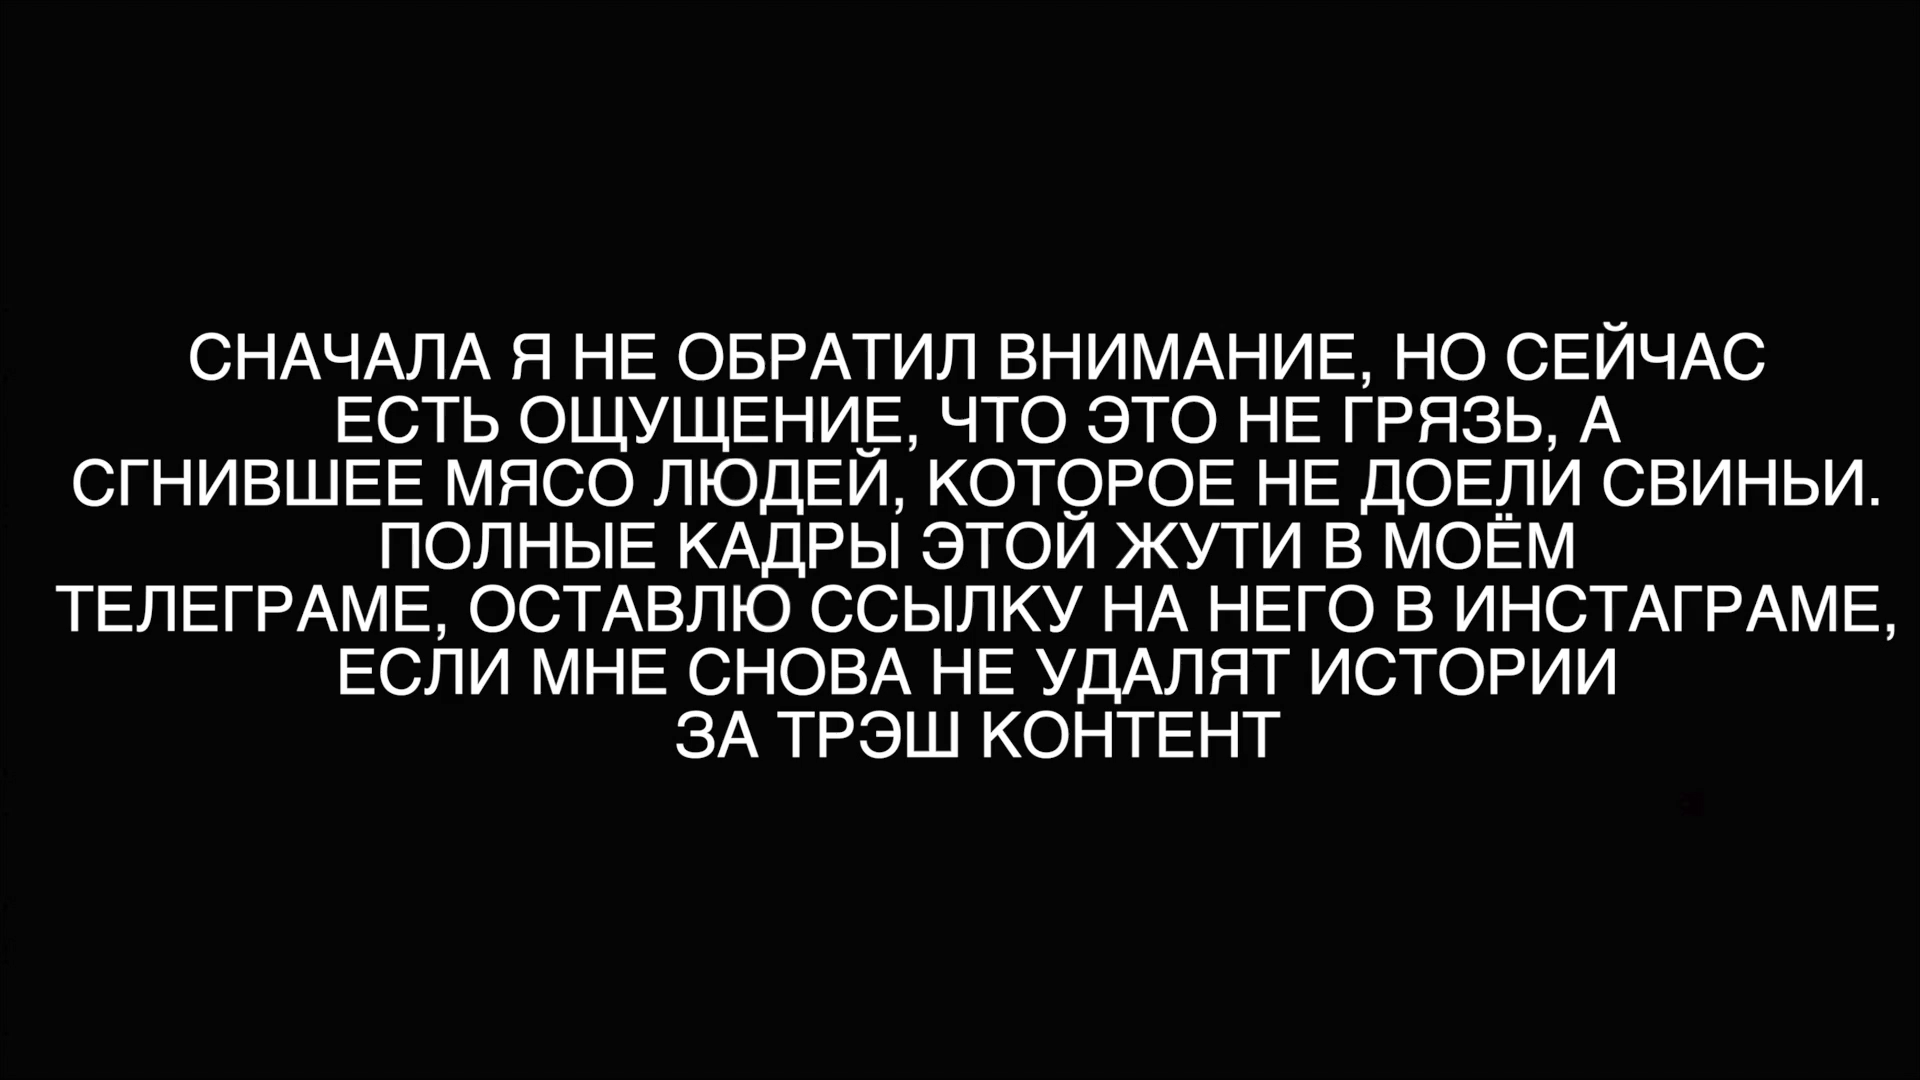 СНАЧАЛА Я НЕ ОБРАТИЛ ВНИМАНИЕ, НО СЕЙЧАС
ЕСТЬ ОЩУЩЕНИЕ, ЧТО ЭТО НЕ ГРЯЗЬ, А
СГНИВШЕЕ МЯСО ЛЮДЕЙ, КОТОРОЕ НЕ ДОЕЛИ СВИНЬИ.
ПОЛНЫЕ КАДРЫ ЭТОЙ ЖУТИ В МОЁМ
ТЕЛЕГРАМЕ, ОСТАВЛЮ ССЫЛКУ НА НЕГО В ИНСТАГРАМЕ,
ЕСЛИ МНЕ СНОВА НЕ УДАЛЯТ ИСТОРИИ
ЗА ТРЭШ КОНТЕНТ